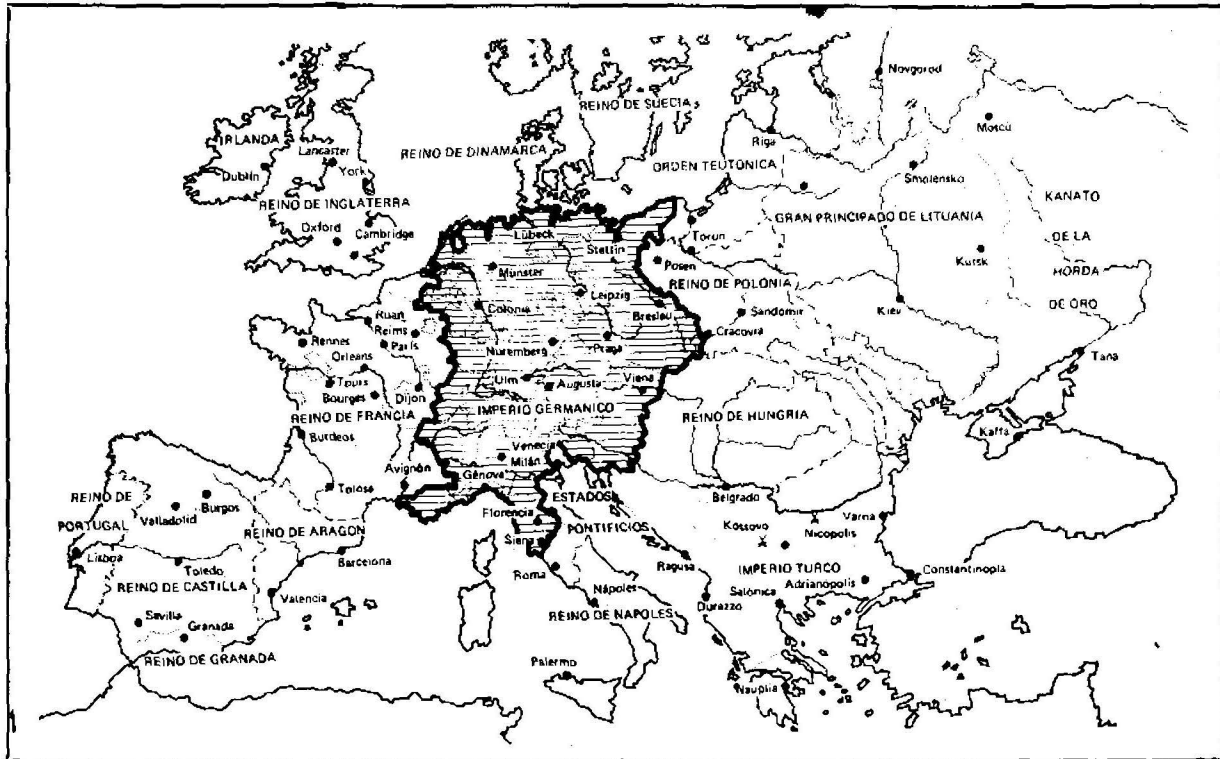 Novgorod
REINO DE SUECIA
Moscú
IRLANDA
Lancaster
REINO DE DINAMARCA
Riga
York
ORDEN TEUTONICA
Smolensko
Dublín
KANATO
REINO DE INGLATERRA
GRAN PRINCIPADO DE LITUANIA
Oxford
Cambridge
Lübeck
Stettin
Torun
DE LA
Kutsk
Posen
Münster
HORDA
REINO DE POLONIA
Leipzig
DE ORO
Colonia
Breslau
Sandomir
Kiev
Ruan
Reims
Cracovia
Rennes
París
Nuremberg
Praga
Orleans
Tana
Tours
Ulm
Augusta
Viena
Bourges
Dijon
REINO DE FRANCIA
IMPERIO GERMANICO
REINO DE HUNGRIA
Burdeos
Kaffa
Venecia
Milán
Avignón
Génova
Tolosa
REINO DE
PORTUGAL
Burgos
Valladolid
ESTADOS
PONTIFICIOS
Belgrado
Florencia
Varna
REINO DE ARAGON
Kossovo
Nicopolis
Siena
Lisboa
Toledo
Barcelona
Roma
Ragusa
IMPERIO TURCO
Constantinopla
REINO DE CASTILLA
Adrianópolis
Valencia
Nápoles
Durazzo
Salónica
REINO DE NAPOLES
Sevilla
Granada
REINO DE GRANADA
Palermo
Nauplia